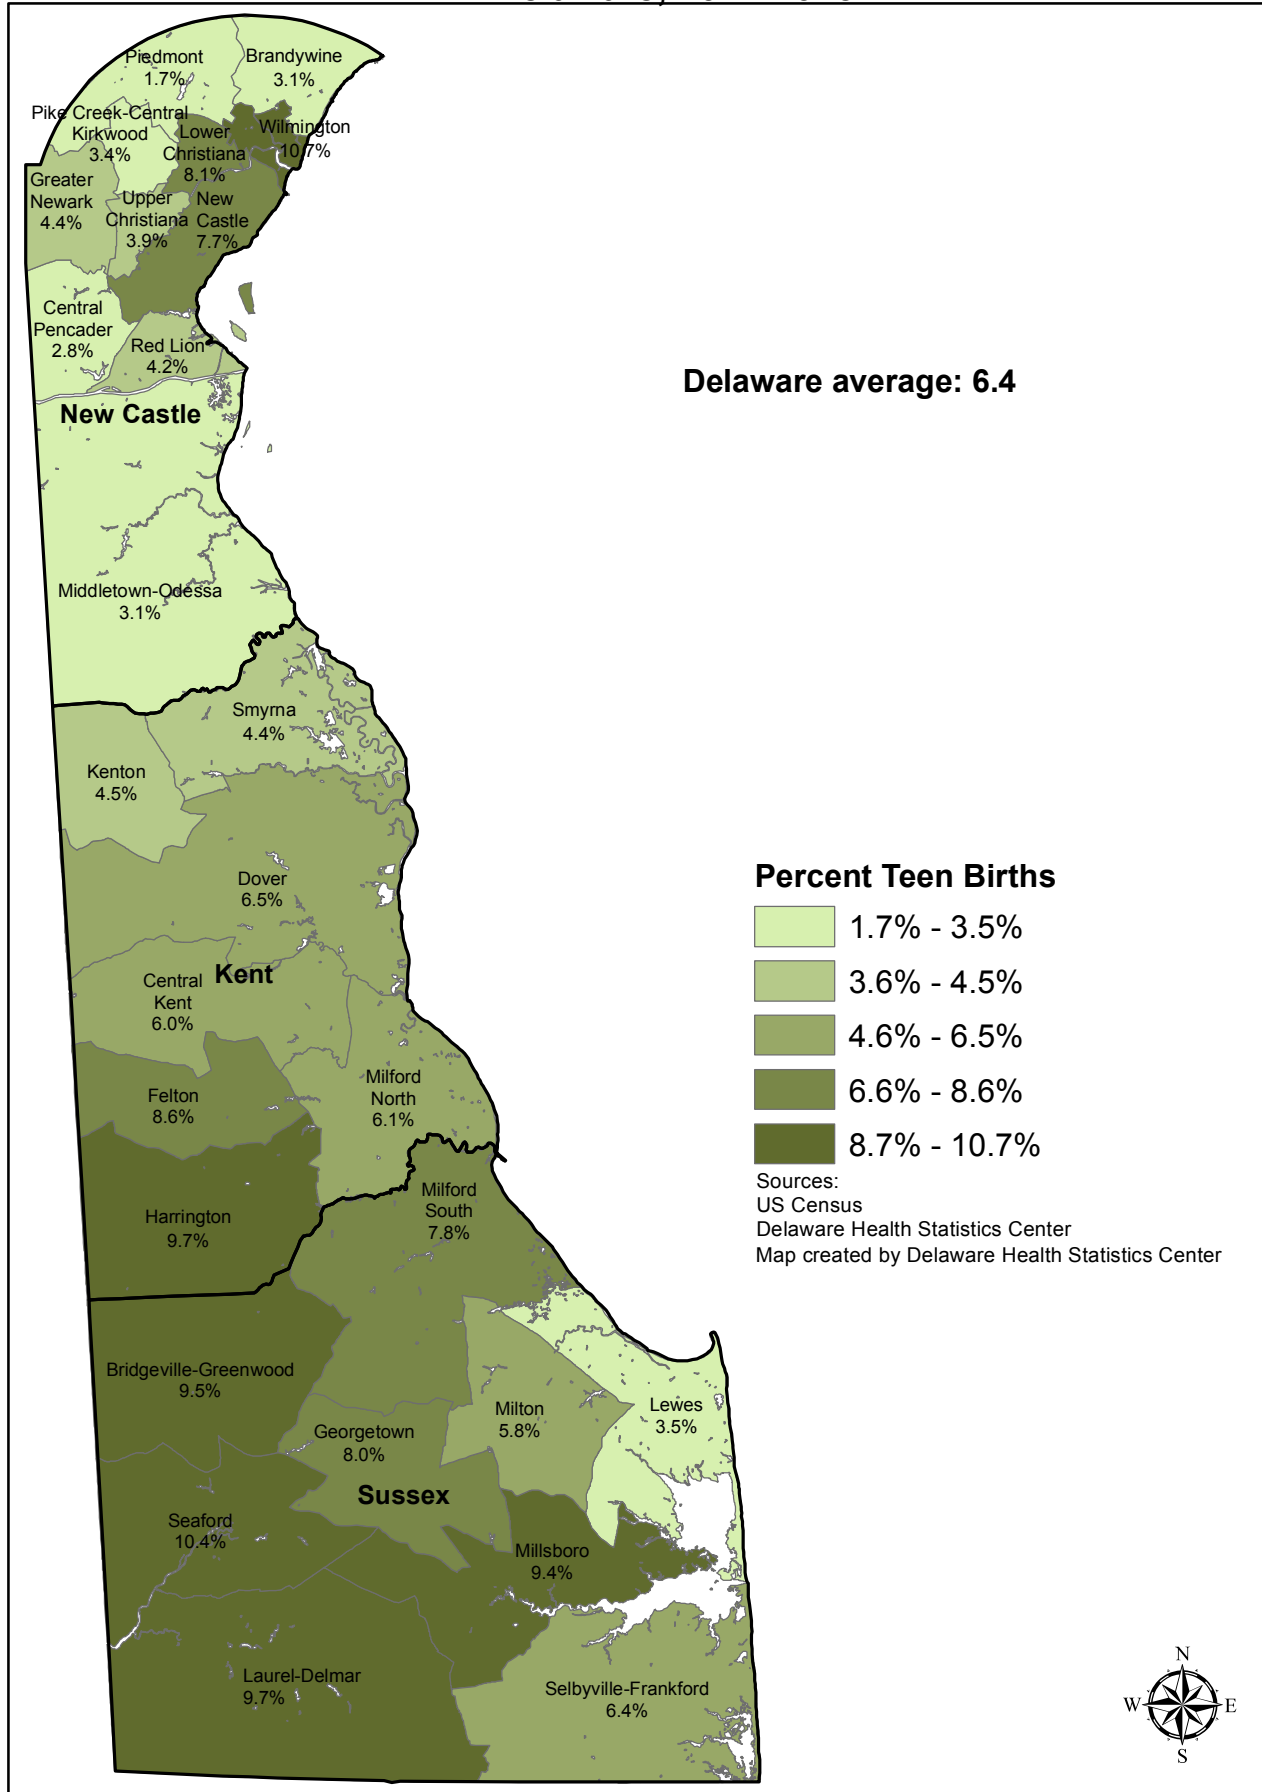 Piedmont
1.7%
Brandywine
3.1%
Pike Creek-Central
Kirkwood
3.4%
Lower
Christiana
8.1%
Wilmington
10.7%
Greater
Newark
4.4%
Upper
Christiana
3.9%
New
Castle
7.7%
Central
Pencader
2.8%
Red Lion
4.2%
New Castle
Delaware average: 6.4
Middletown-Odessa
3.1%
Smyrna
4.4%
Kenton
4.5%
Dover
6.5%
Central
Kent
6.0%
Kent
Felton
8.6%
Milford
North
6.1%
Harrington
9.7%
Milford
South
7.8%
Percent Teen Births
1.7% - 3.5%
3.6% - 4.5%
4.6% - 6.5%
6.6% - 8.6%
8.7% - 10.7%
Sources:
US Census
Delaware Health Statistics Center
Map created by Delaware Health Statistics Center
Bridgeville-Greenwood
9.5%
Georgetown
8.0%
Milton
5.8%
Lewes
3.5%
Sussex
Seaford
10.4%
Millsboro
9.4%
Laurel-Delmar
9.7%
Selbyville-Frankford
6.4%
N
W
E
S